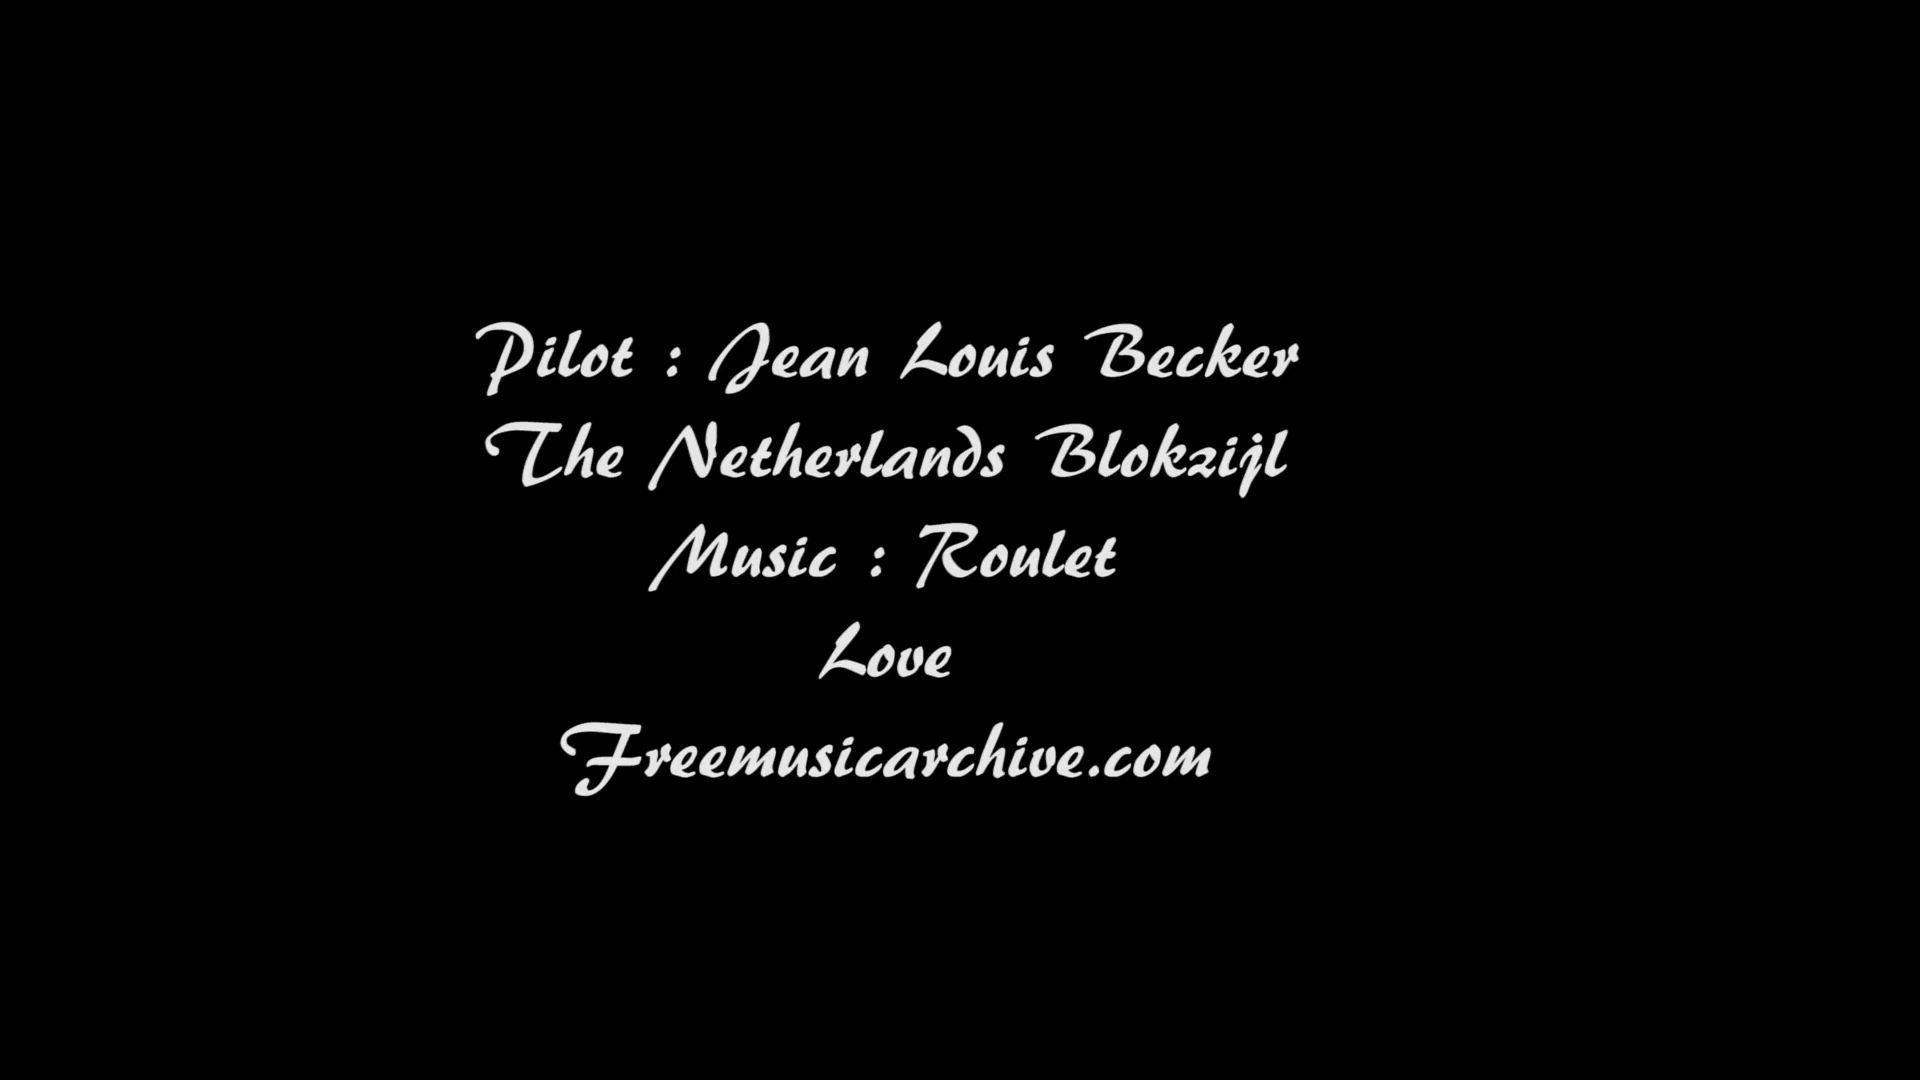 Pilot : Jean Louis Becker
The Netherlands Blokzijl
Music : Roulet
Love
Freemusicarchive.com